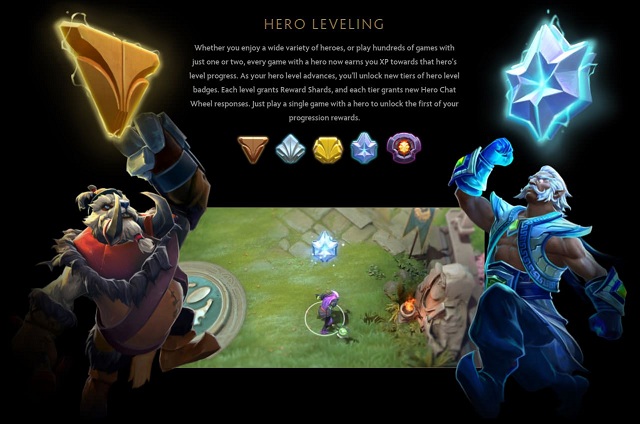 HERO LEVELING
Whether you enjoy a wide variety of heroes, or play hundreds of games with
just one or two, every game with a hero now earns you XP towards that hero's
level progress. As your hero level advances, you'll unlock new tiers of hero level
badges. Each level grants Reward Shards, and each tier grants new Hero Chat
Wheel responses. Just play a single game with a hero to unlock the first of your
progression rewards.